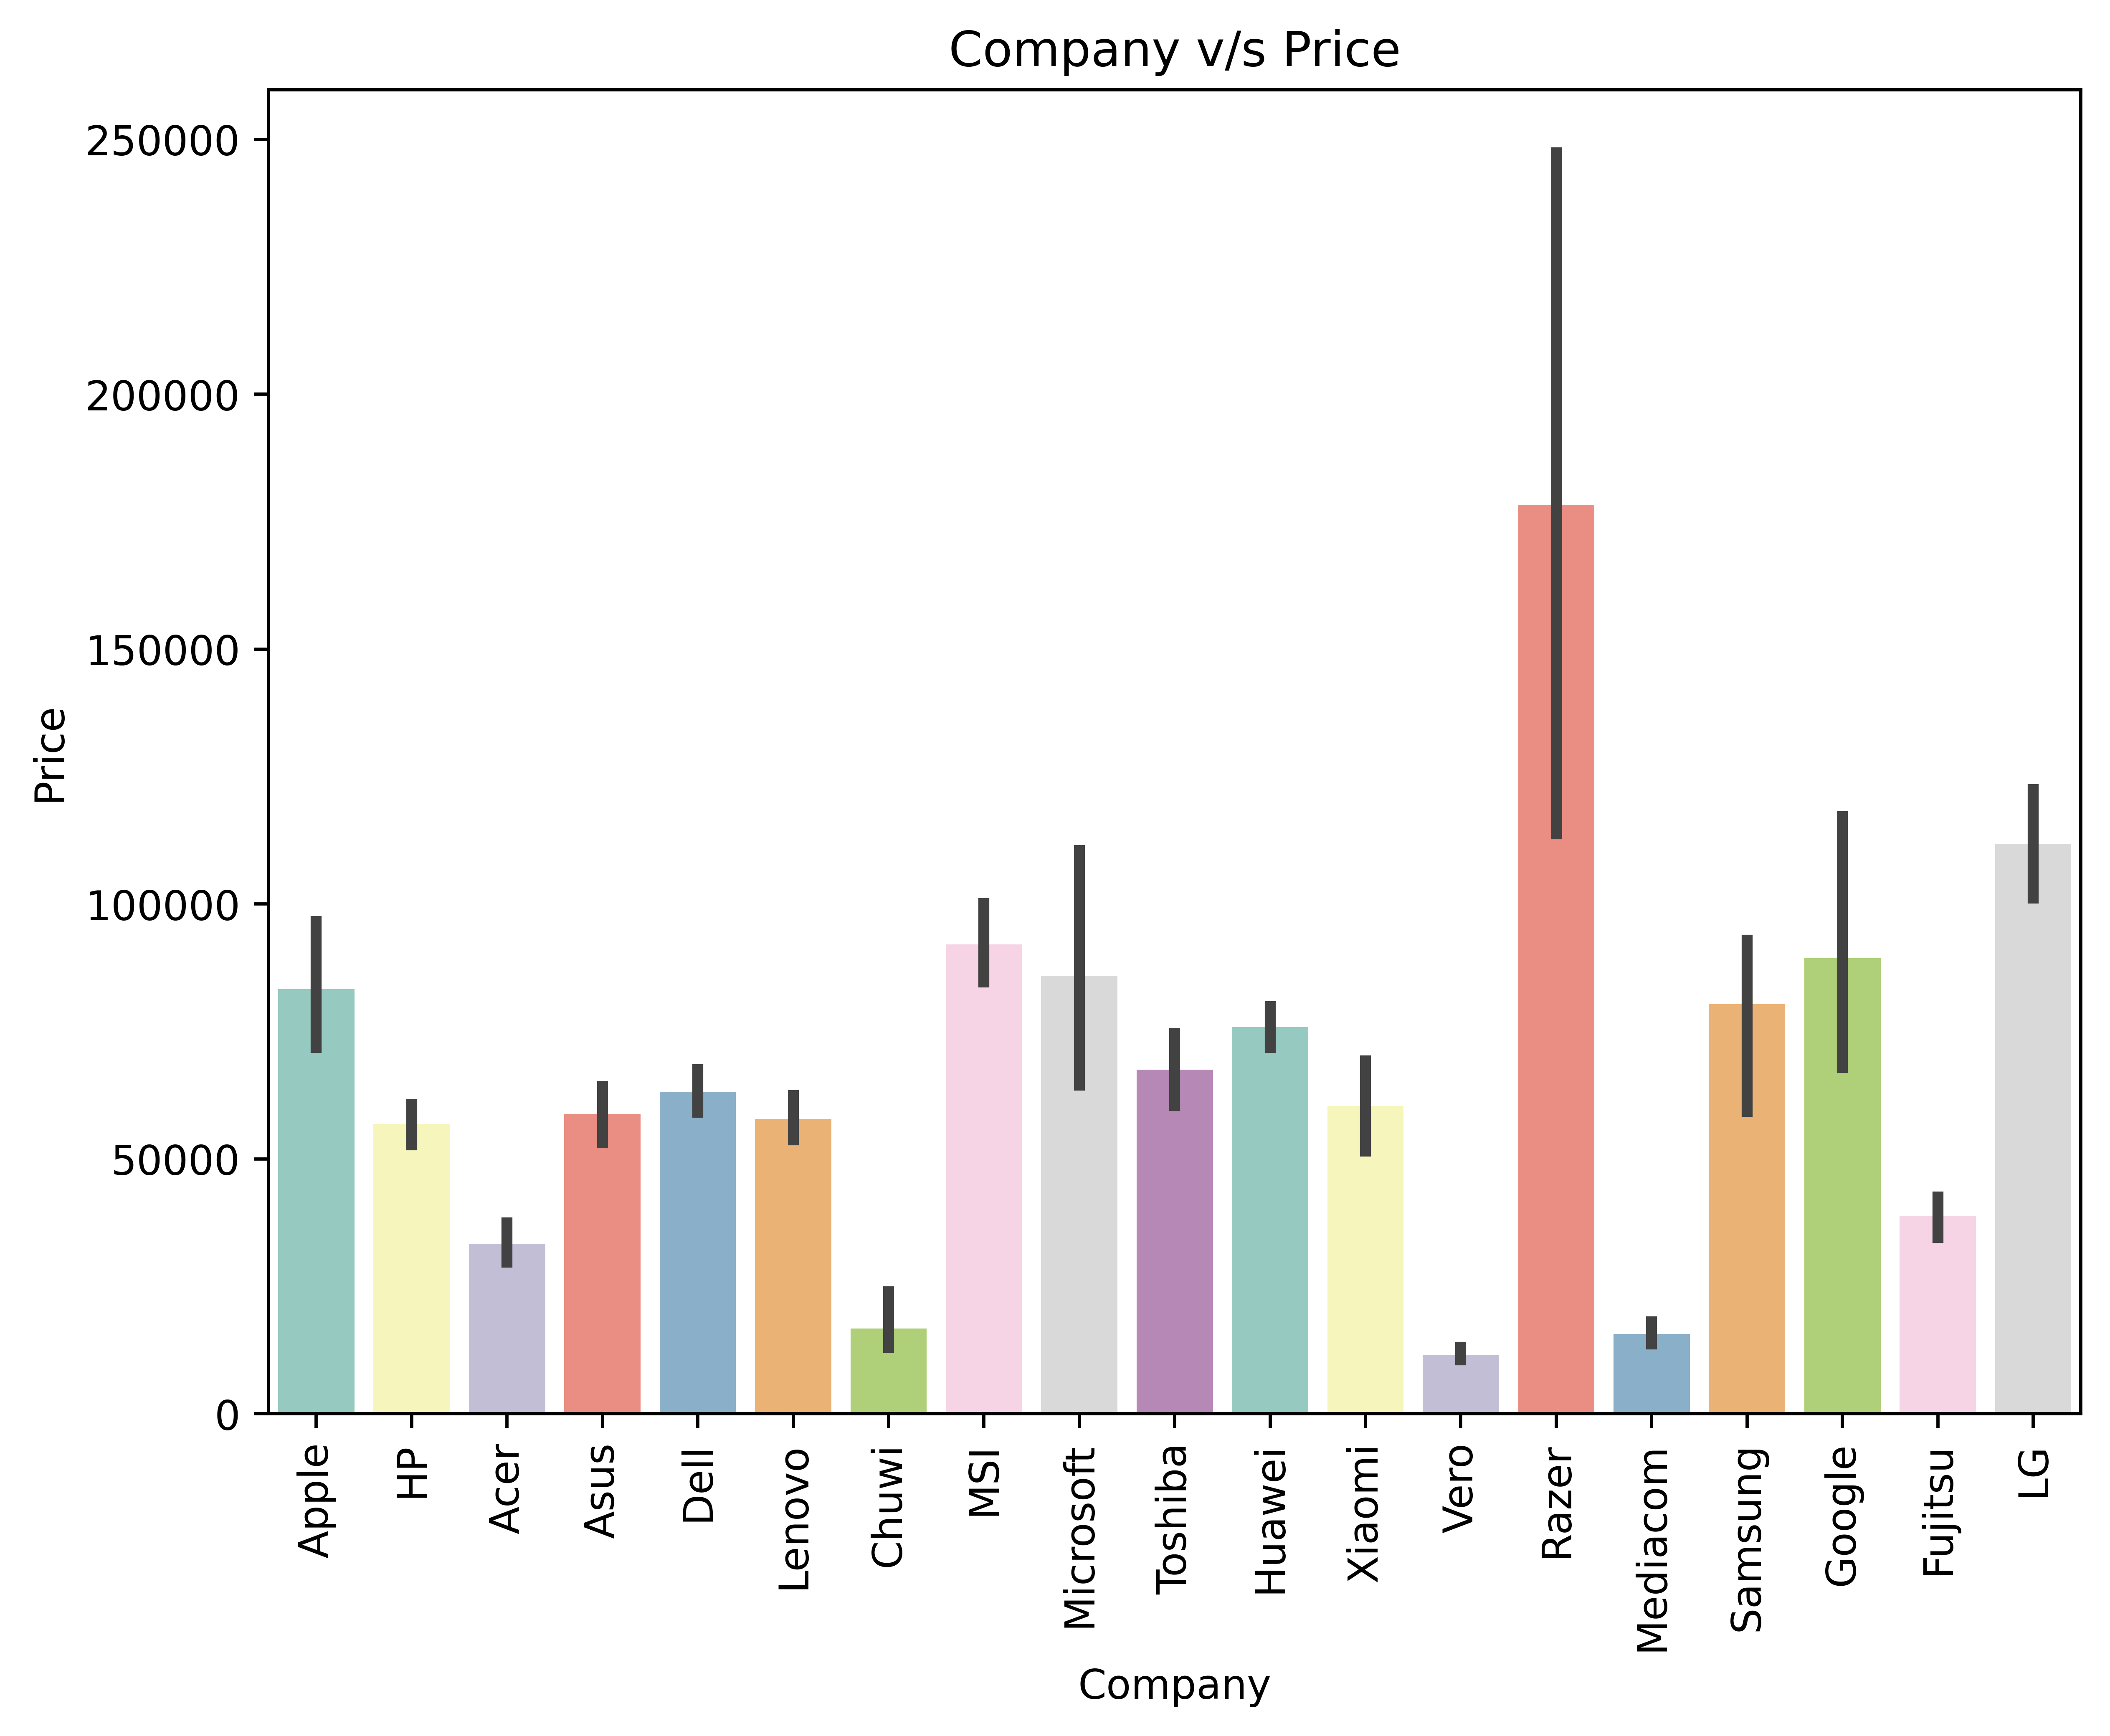 Company v/s Price
250000
200000
150000
100000
50000
0
Price
Apple
HP
Acer
Asus
Dell
Lenovo
Chuwi
MSI
Microsoft
Toshiba
Huawei
Xiaomi
Vero
Razer
Mediacom
Samsung
Google
Fujitsu
LG
Company